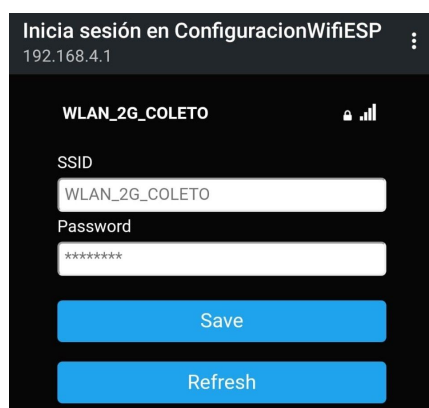 Inicia sesión en ConfiguracionWifiESP
192.168.4.1
WLAN_2G_COLETO
SSID
WLAN_2G_COLETO
Password
********
Save
Refresh